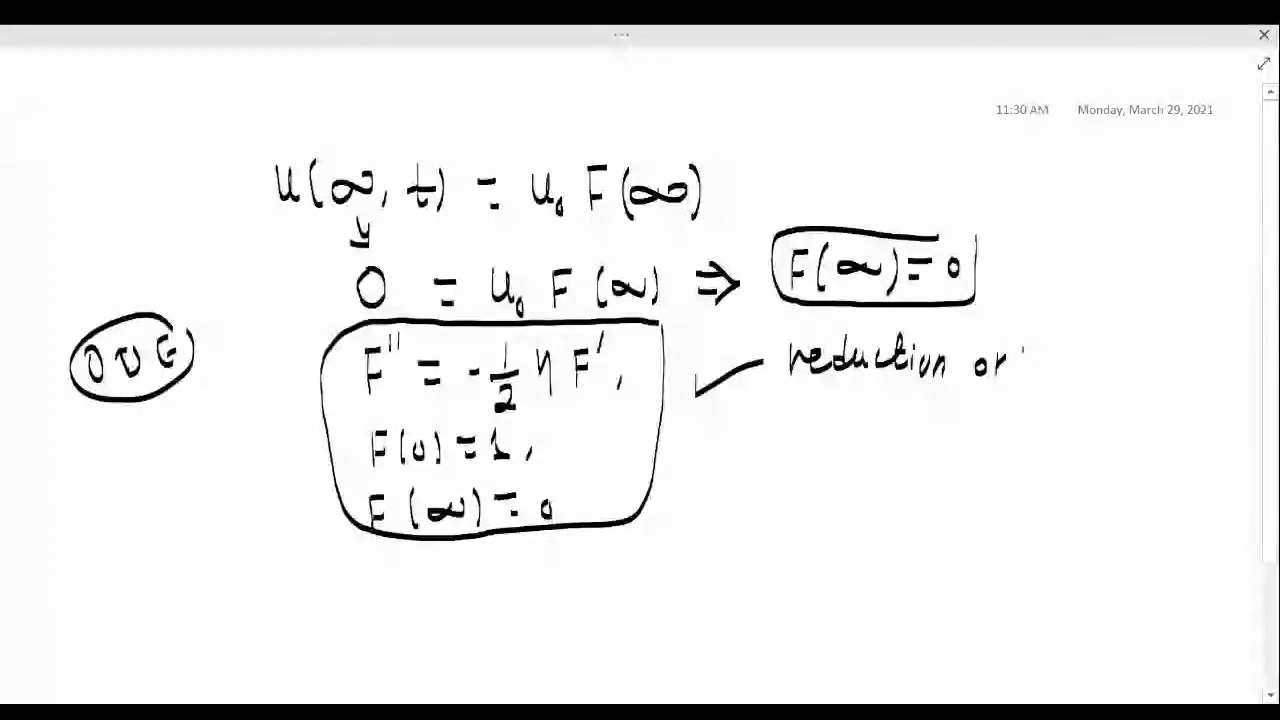 11:30 AM Monday, March 29, 2021
u(∞, t) = u₀ F(∞)
↓
0 = u₀ F(∞) ⇒ F(∞) = 0
ODE
F'' = -1/2 η F',
reduction or
F(0) = 1,
F(∞) = 0